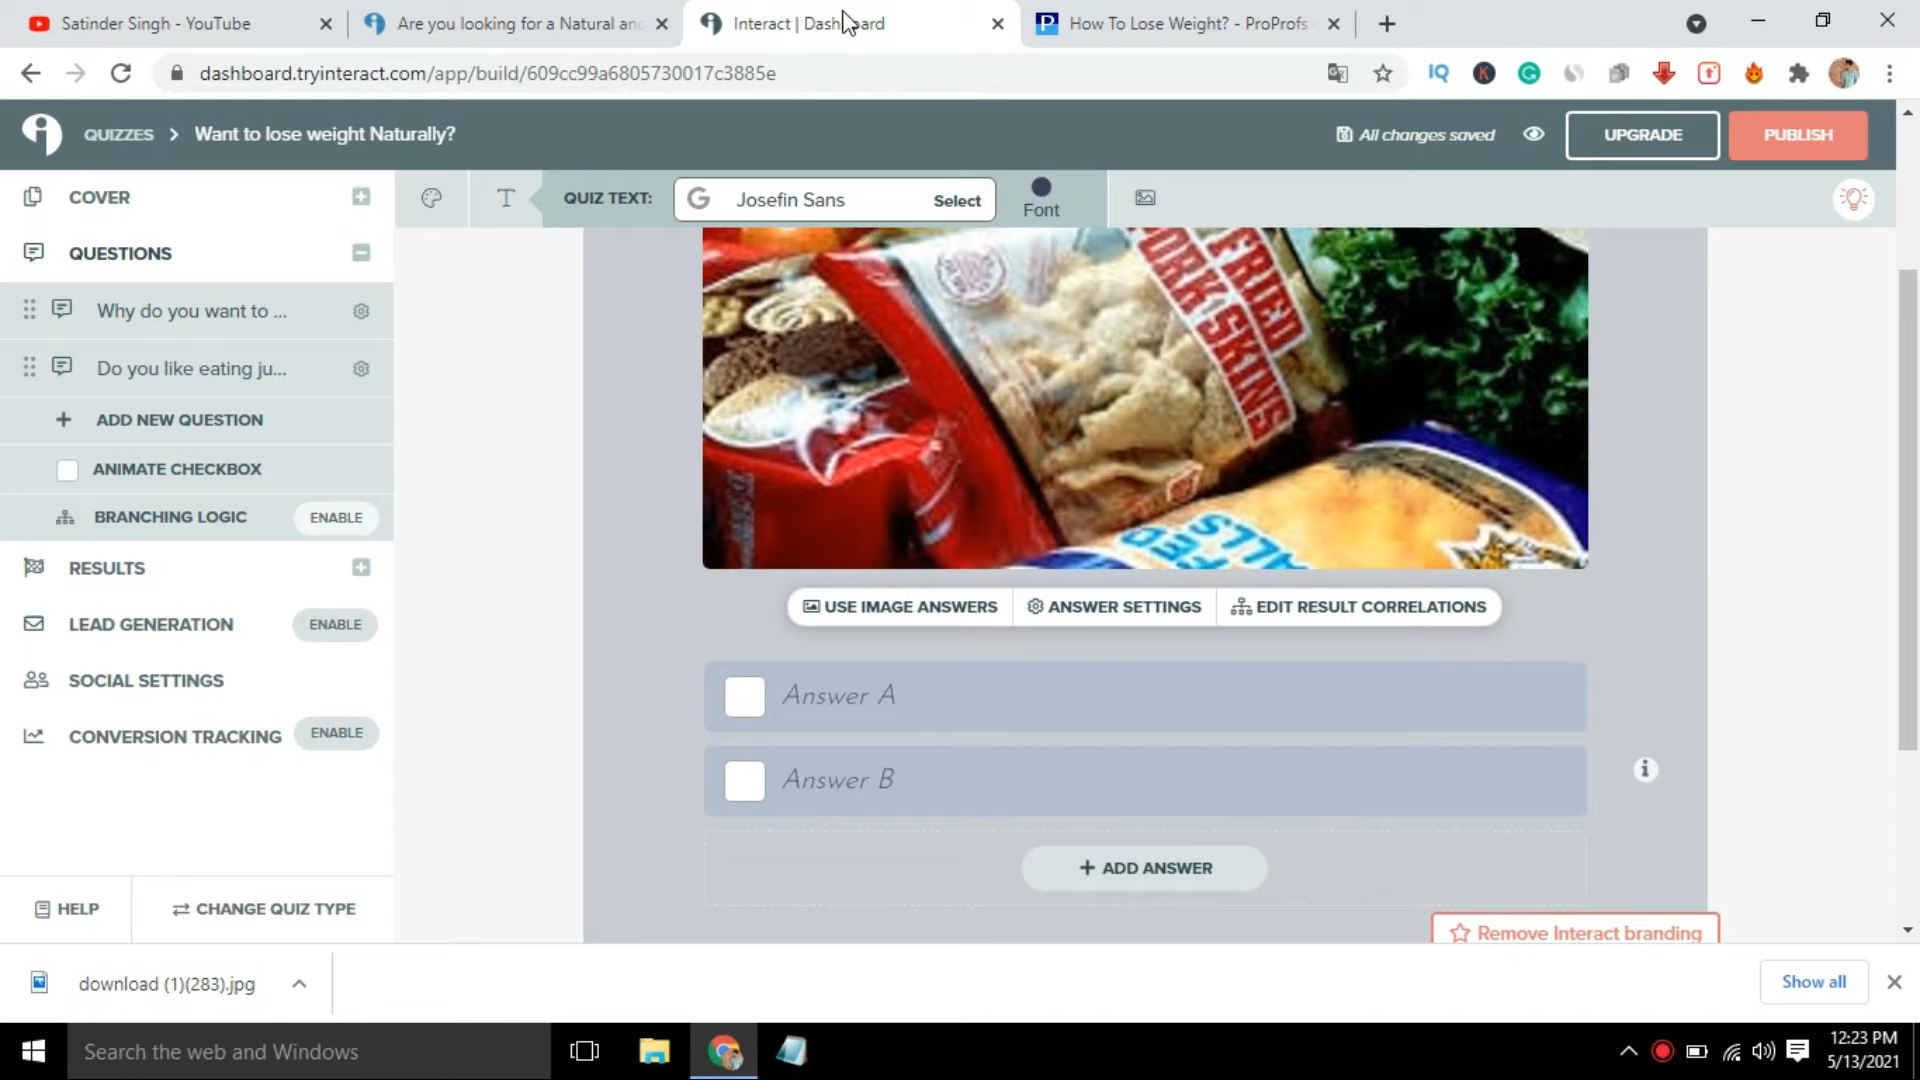 Satinder Singh - YouTube
Are you looking for a Natural and
Interact | Dashboard
How To Lose Weight? - ProProfs
dashboard.tryinteract.com/app/build/609cc99a6805730017c3885e
QUIZZES > Want to lose weight Naturally?
All changes saved
UPGRADE
PUBLISH
COVER
QUIZ TEXT:
Josefin Sans
Select
Font
QUESTIONS
Why do you want to ...
Do you like eating ju...
ADD NEW QUESTION
ANIMATE CHECKBOX
BRANCHING LOGIC
ENABLE
RESULTS
LEAD GENERATION
ENABLE
SOCIAL SETTINGS
CONVERSION TRACKING
ENABLE
HELP
CHANGE QUIZ TYPE
FRIED
PORK SKINS
USE IMAGE ANSWERS
ANSWER SETTINGS
EDIT RESULT CORRELATIONS
Answer A
Answer B
ADD ANSWER
Remove Interact branding
download (1)(283).jpg
Show all
Search the web and Windows
12:23 PM
5/13/2021